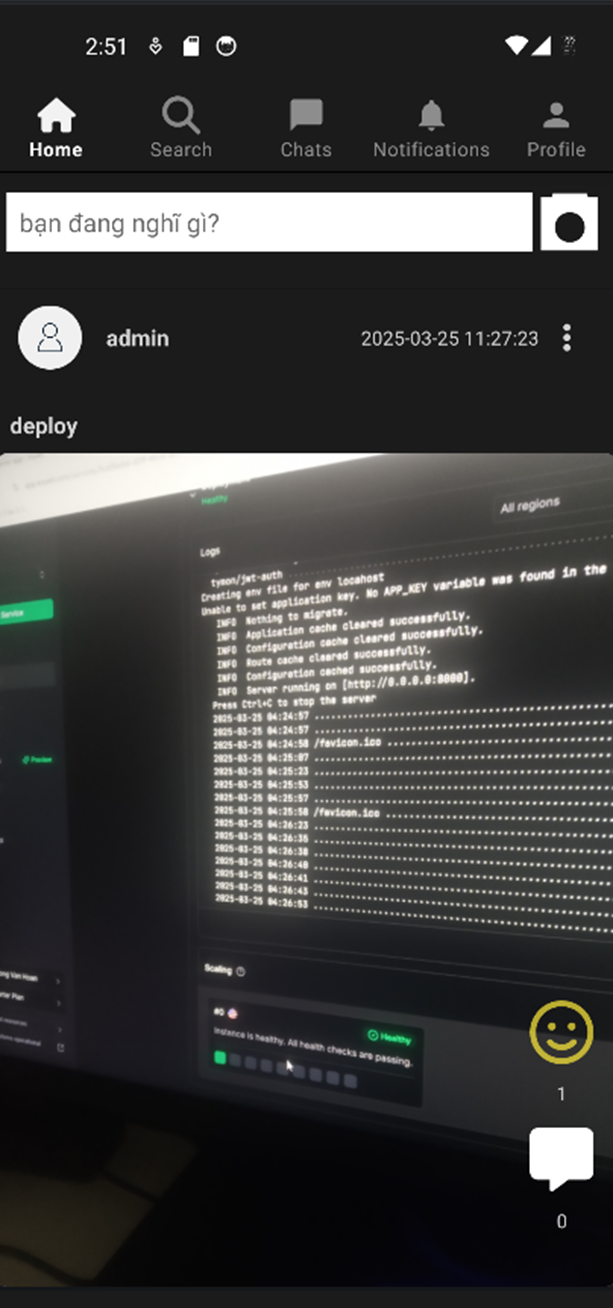 2:51
Home Search Chats Notifications Profile
bạn đang nghĩ gì?
admin 2025-03-25 11:27:23
deploy
Healthy
All regions
Logs
tymon/jwt-auth
Creating env file for env locahost
Service
Unable to set application key. No APP_KEY variable was found in the
INFO Nothing to migrate.
INFO Application cache cleared successfully.
INFO Configuration cache cleared successfully.
INFO Route cache cleared successfully.
INFO Configuration cached successfully.
INFO Server running on [http://0.0.0.0:8000].
Press Ctrl+C to stop the server
2025-03-25 04:24:57
2025-03-25 04:24:57
2025-03-25 04:24:58 /favicon.ico
2025-03-25 04:25:07
Preview
2025-03-25 04:25:23
2025-03-25 04:25:53
2025-03-25 04:25:57
2025-03-25 04:25:58 /favicon.ico
2025-03-25 04:26:23
2025-03-25 04:26:35
2025-03-25 04:26:38
2025-03-25 04:26:40
2025-03-25 04:26:41
2025-03-25 04:26:43
2025-03-25 04:26:53
Scaling
ong Van Hoan
rter Plan
#0
Healthy
Instance is healthy. All health checks are passing.
1
0